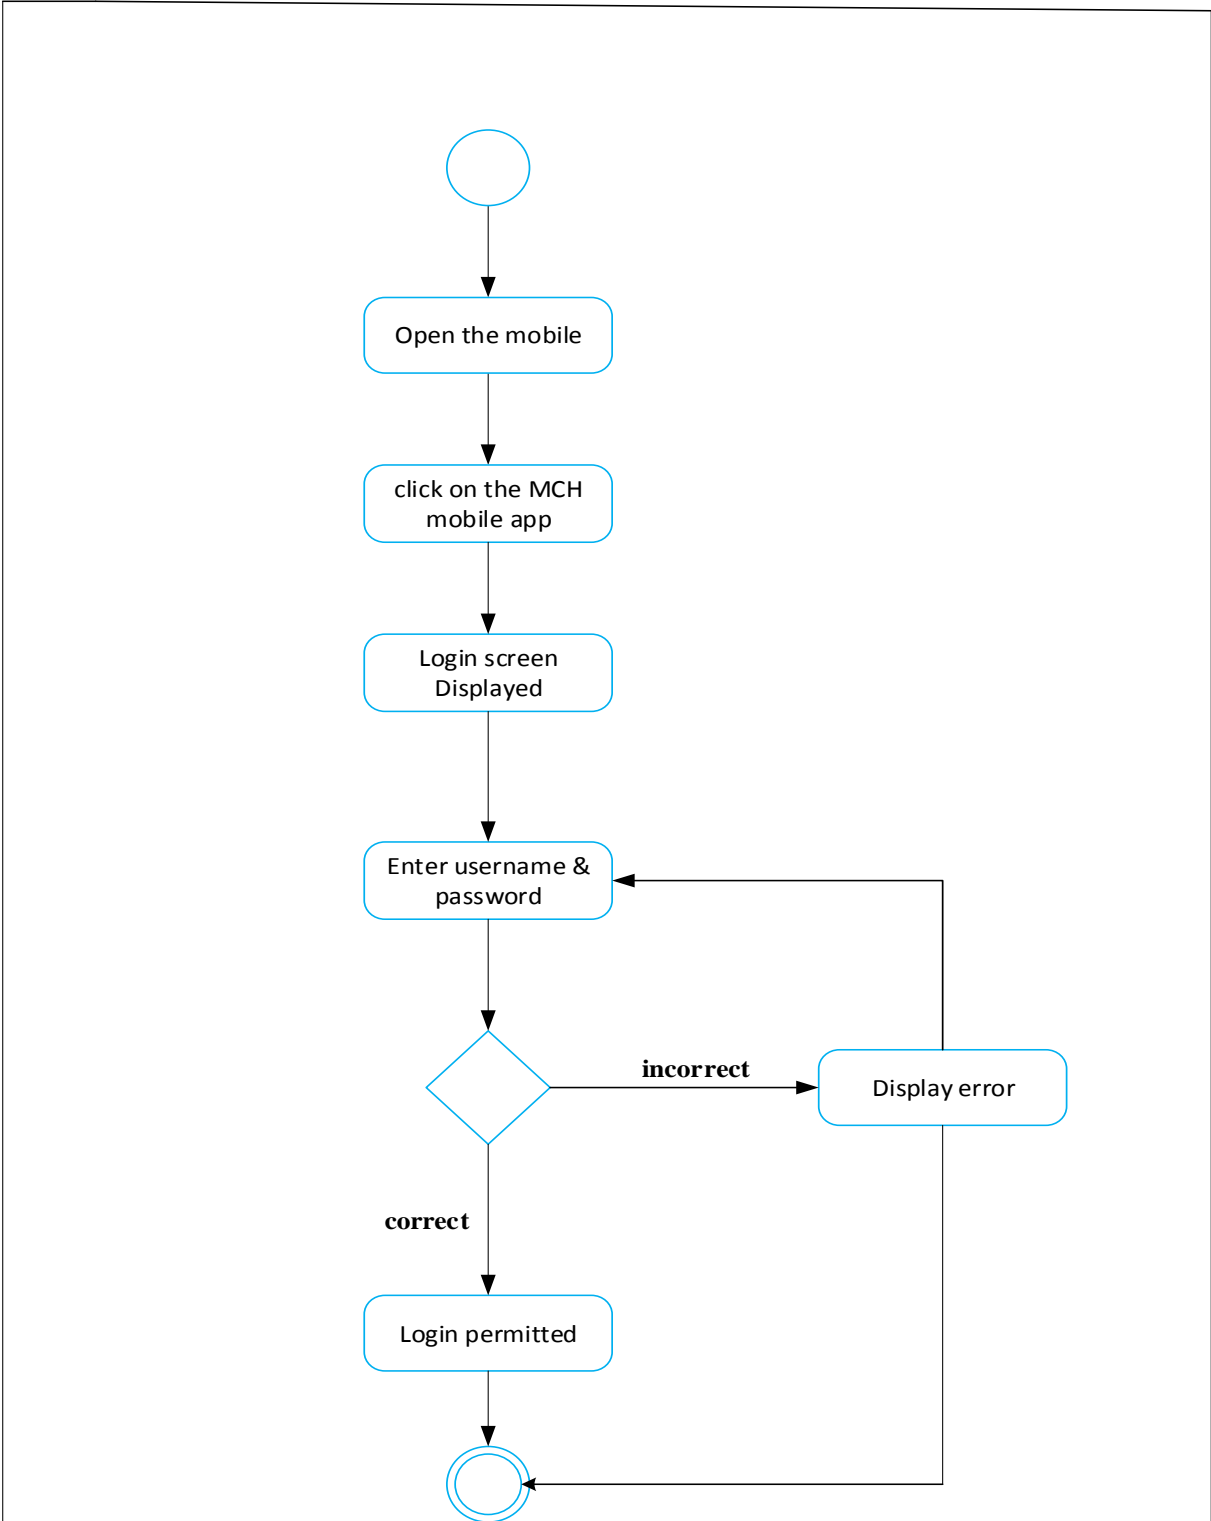 Open the mobile
click on the MCH
mobile app
Login screen
Displayed
Enter username &
password
incorrect
Display error
correct
Login permitted